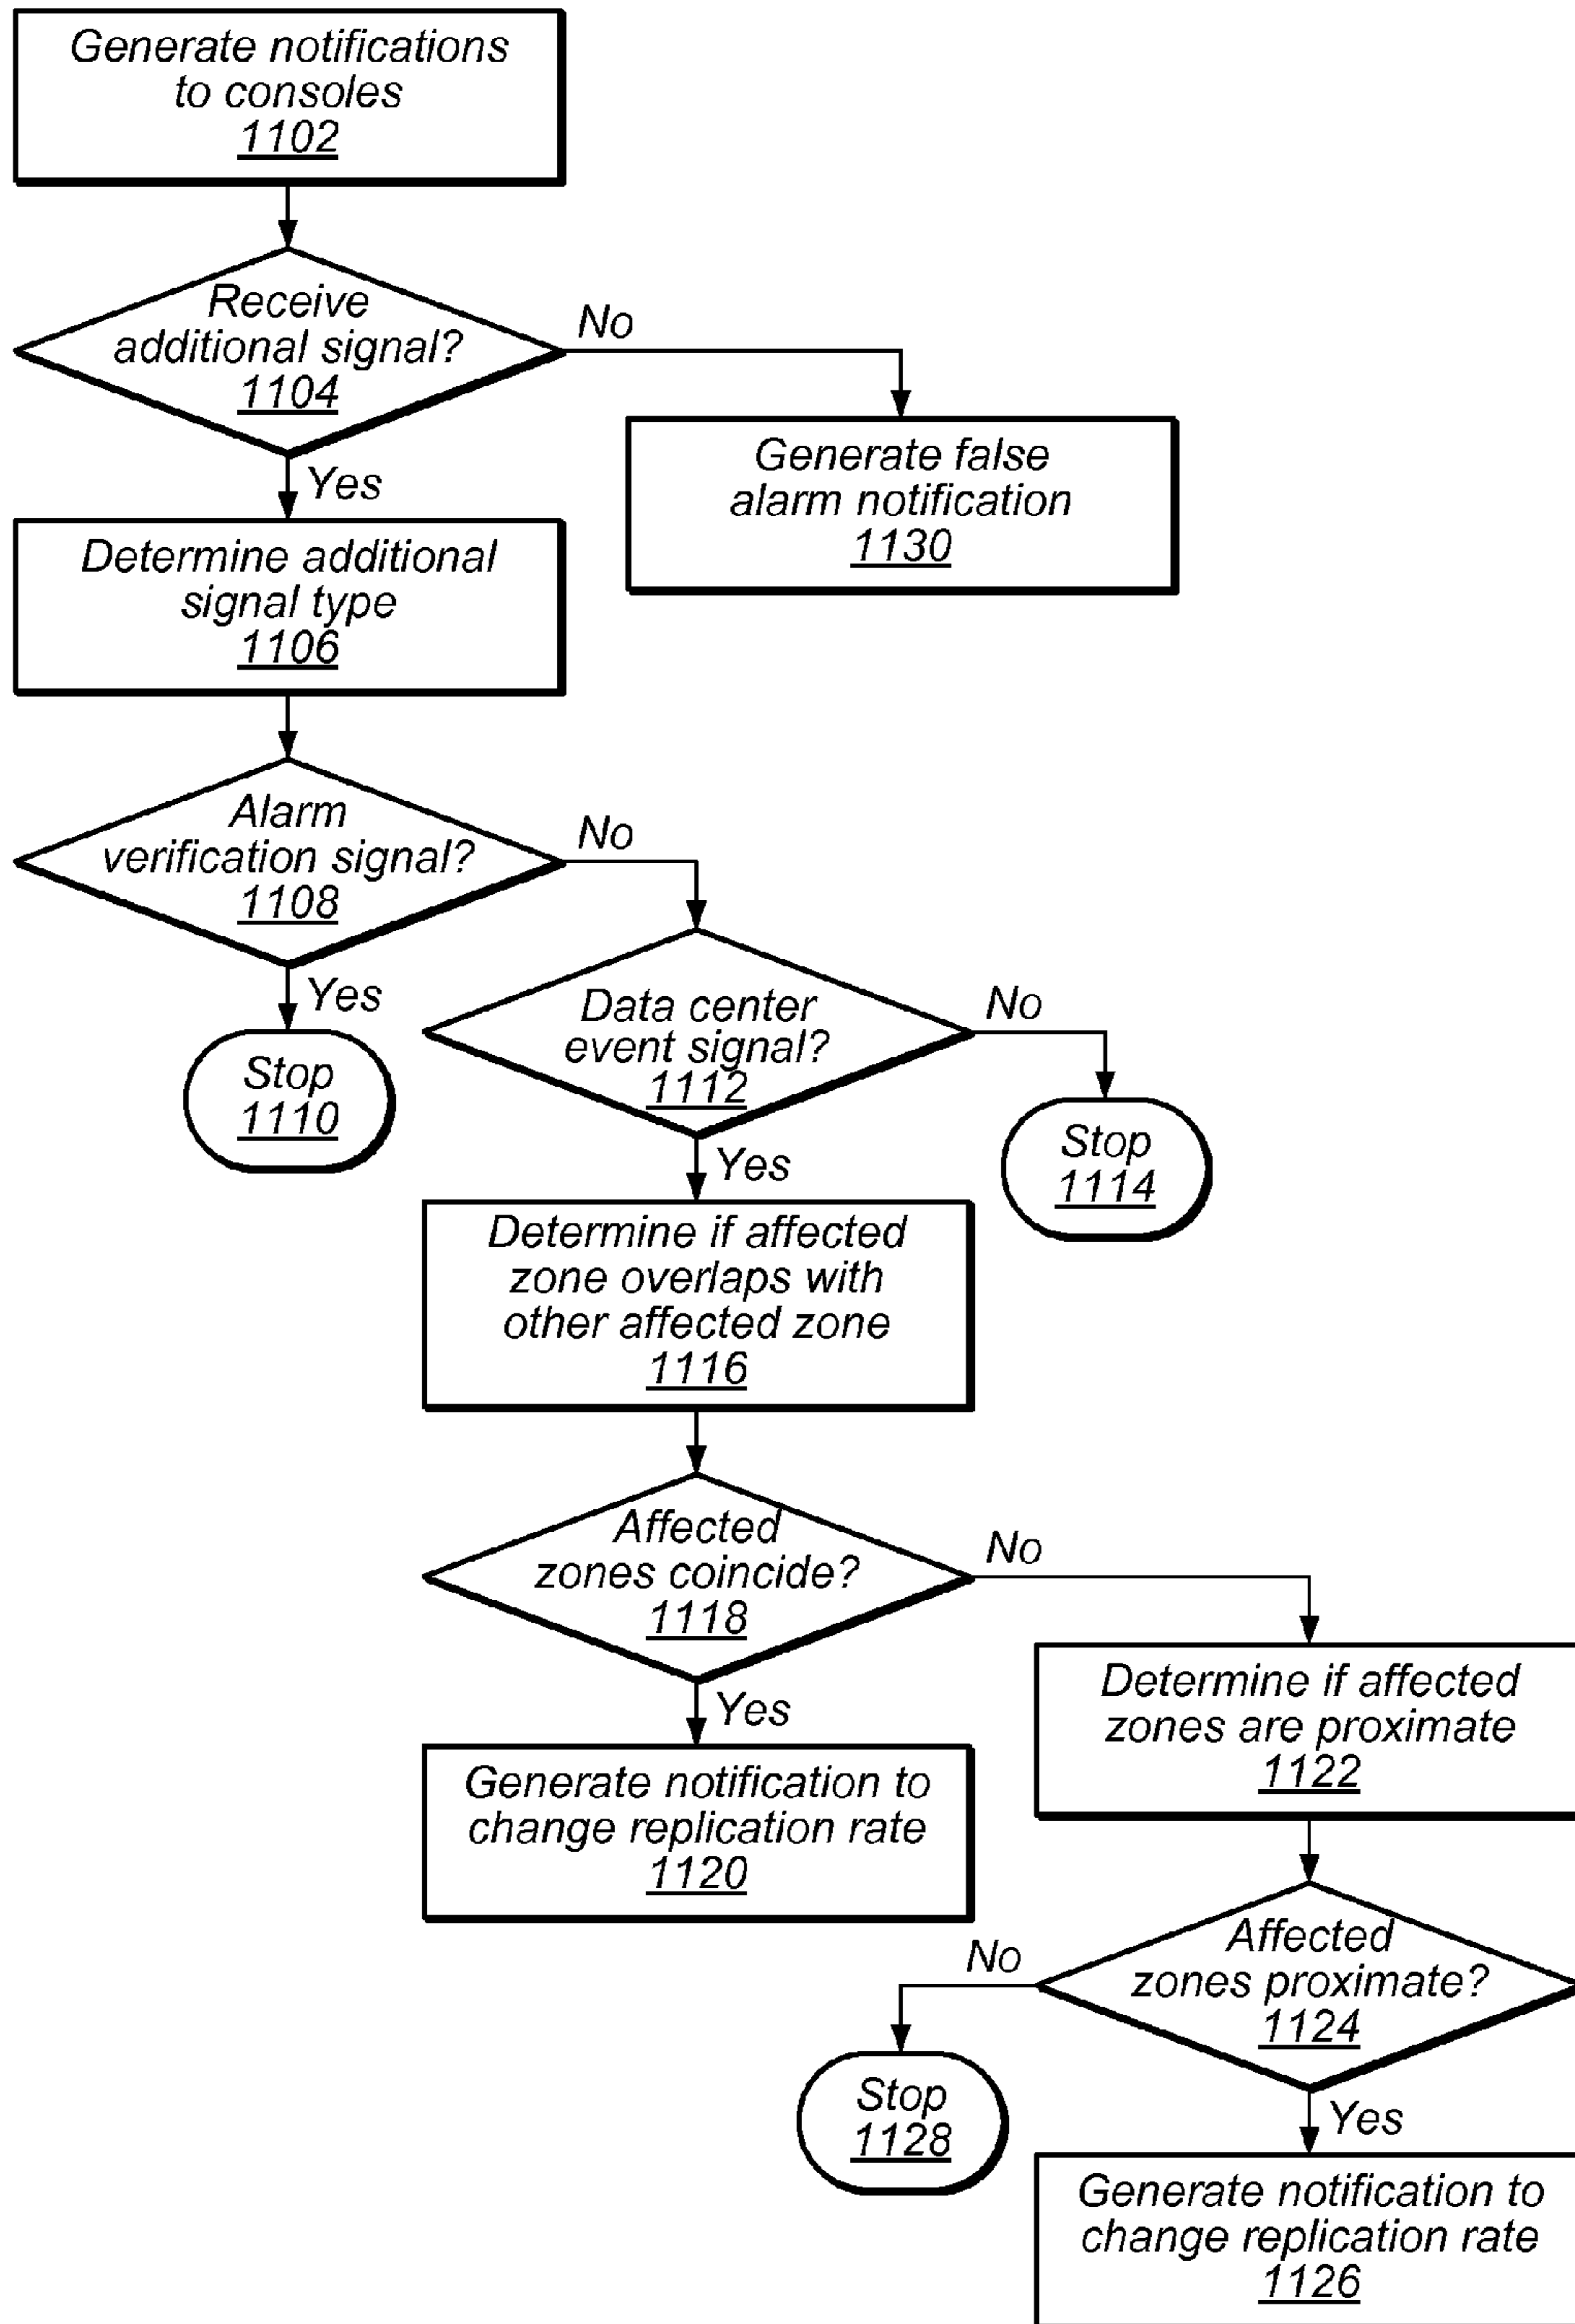 Generate notifications
to consoles
1102
Receive
additional signal?
1104
No
Yes
Generate false
alarm notification
1130
Determine additional
signal type
1106
Alarm
verification signal?
1108
No
Yes
Stop
1110
Data center
event signal?
1112
No
Yes
Stop
1114
Determine if affected
zone overlaps with
other affected zone
1116
Affected
zones coincide?
1118
No
Yes
Generate notification to
change replication rate
1120
Determine if affected
zones are proximate
1122
Affected
zones proximate?
1124
No
Yes
Stop
1128
Generate notification to
change replication rate
1126